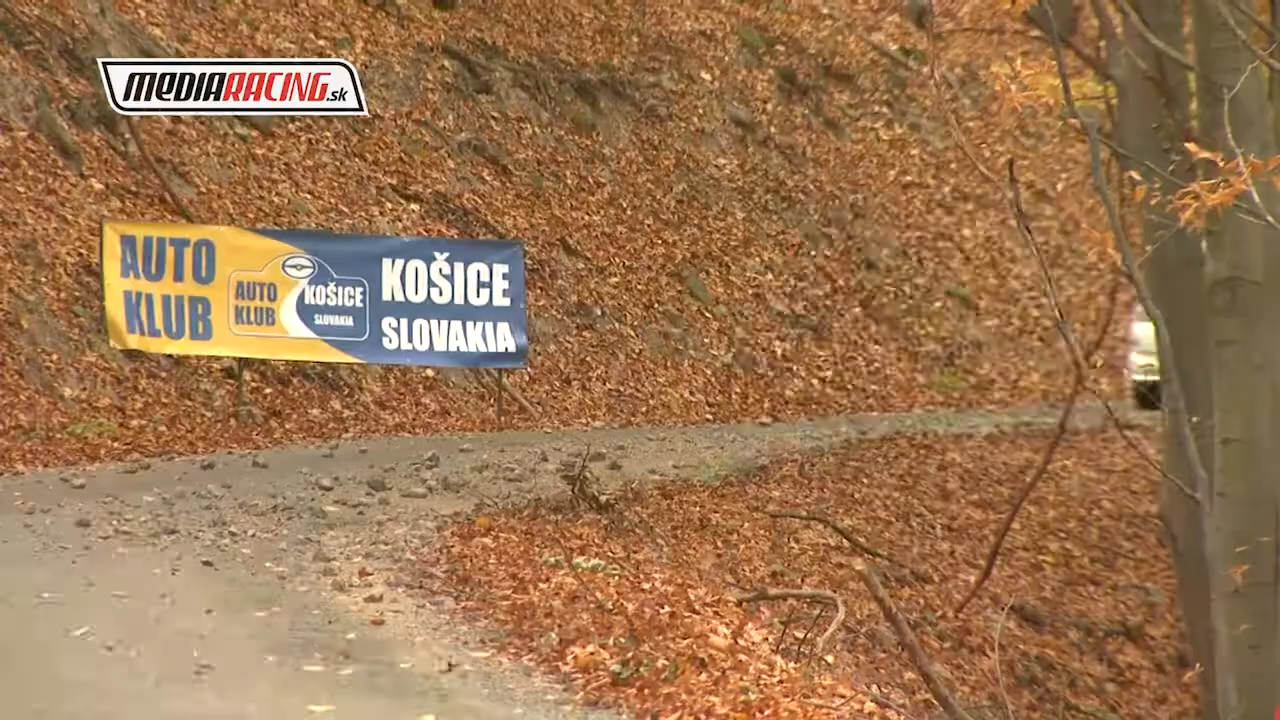 MEDIARACING.sk
AUTO KLUB
AUTO KLUB
KOŠICE
SLOVAKIA
KOŠICE
SLOVAKIA